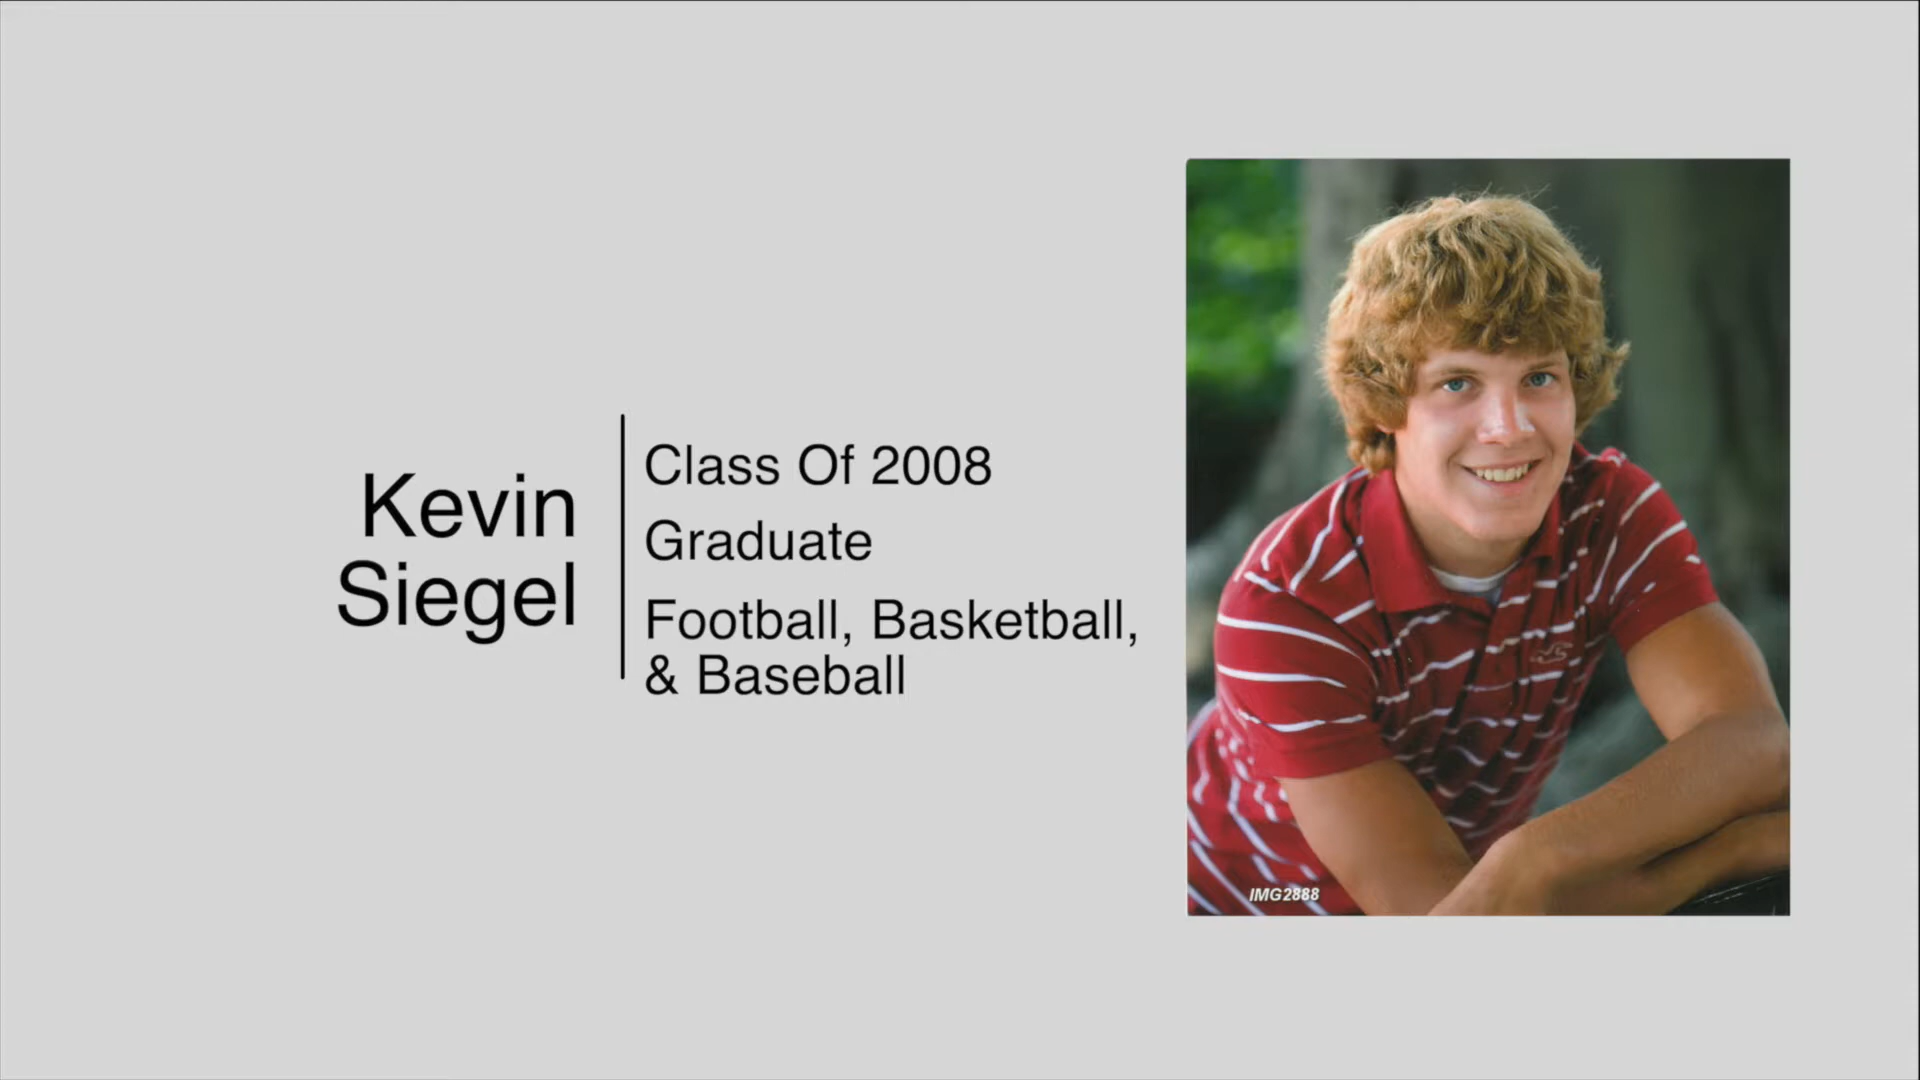 Kevin
Siegel
Class Of 2008
Graduate
Football, Basketball,
& Baseball
IMG2888